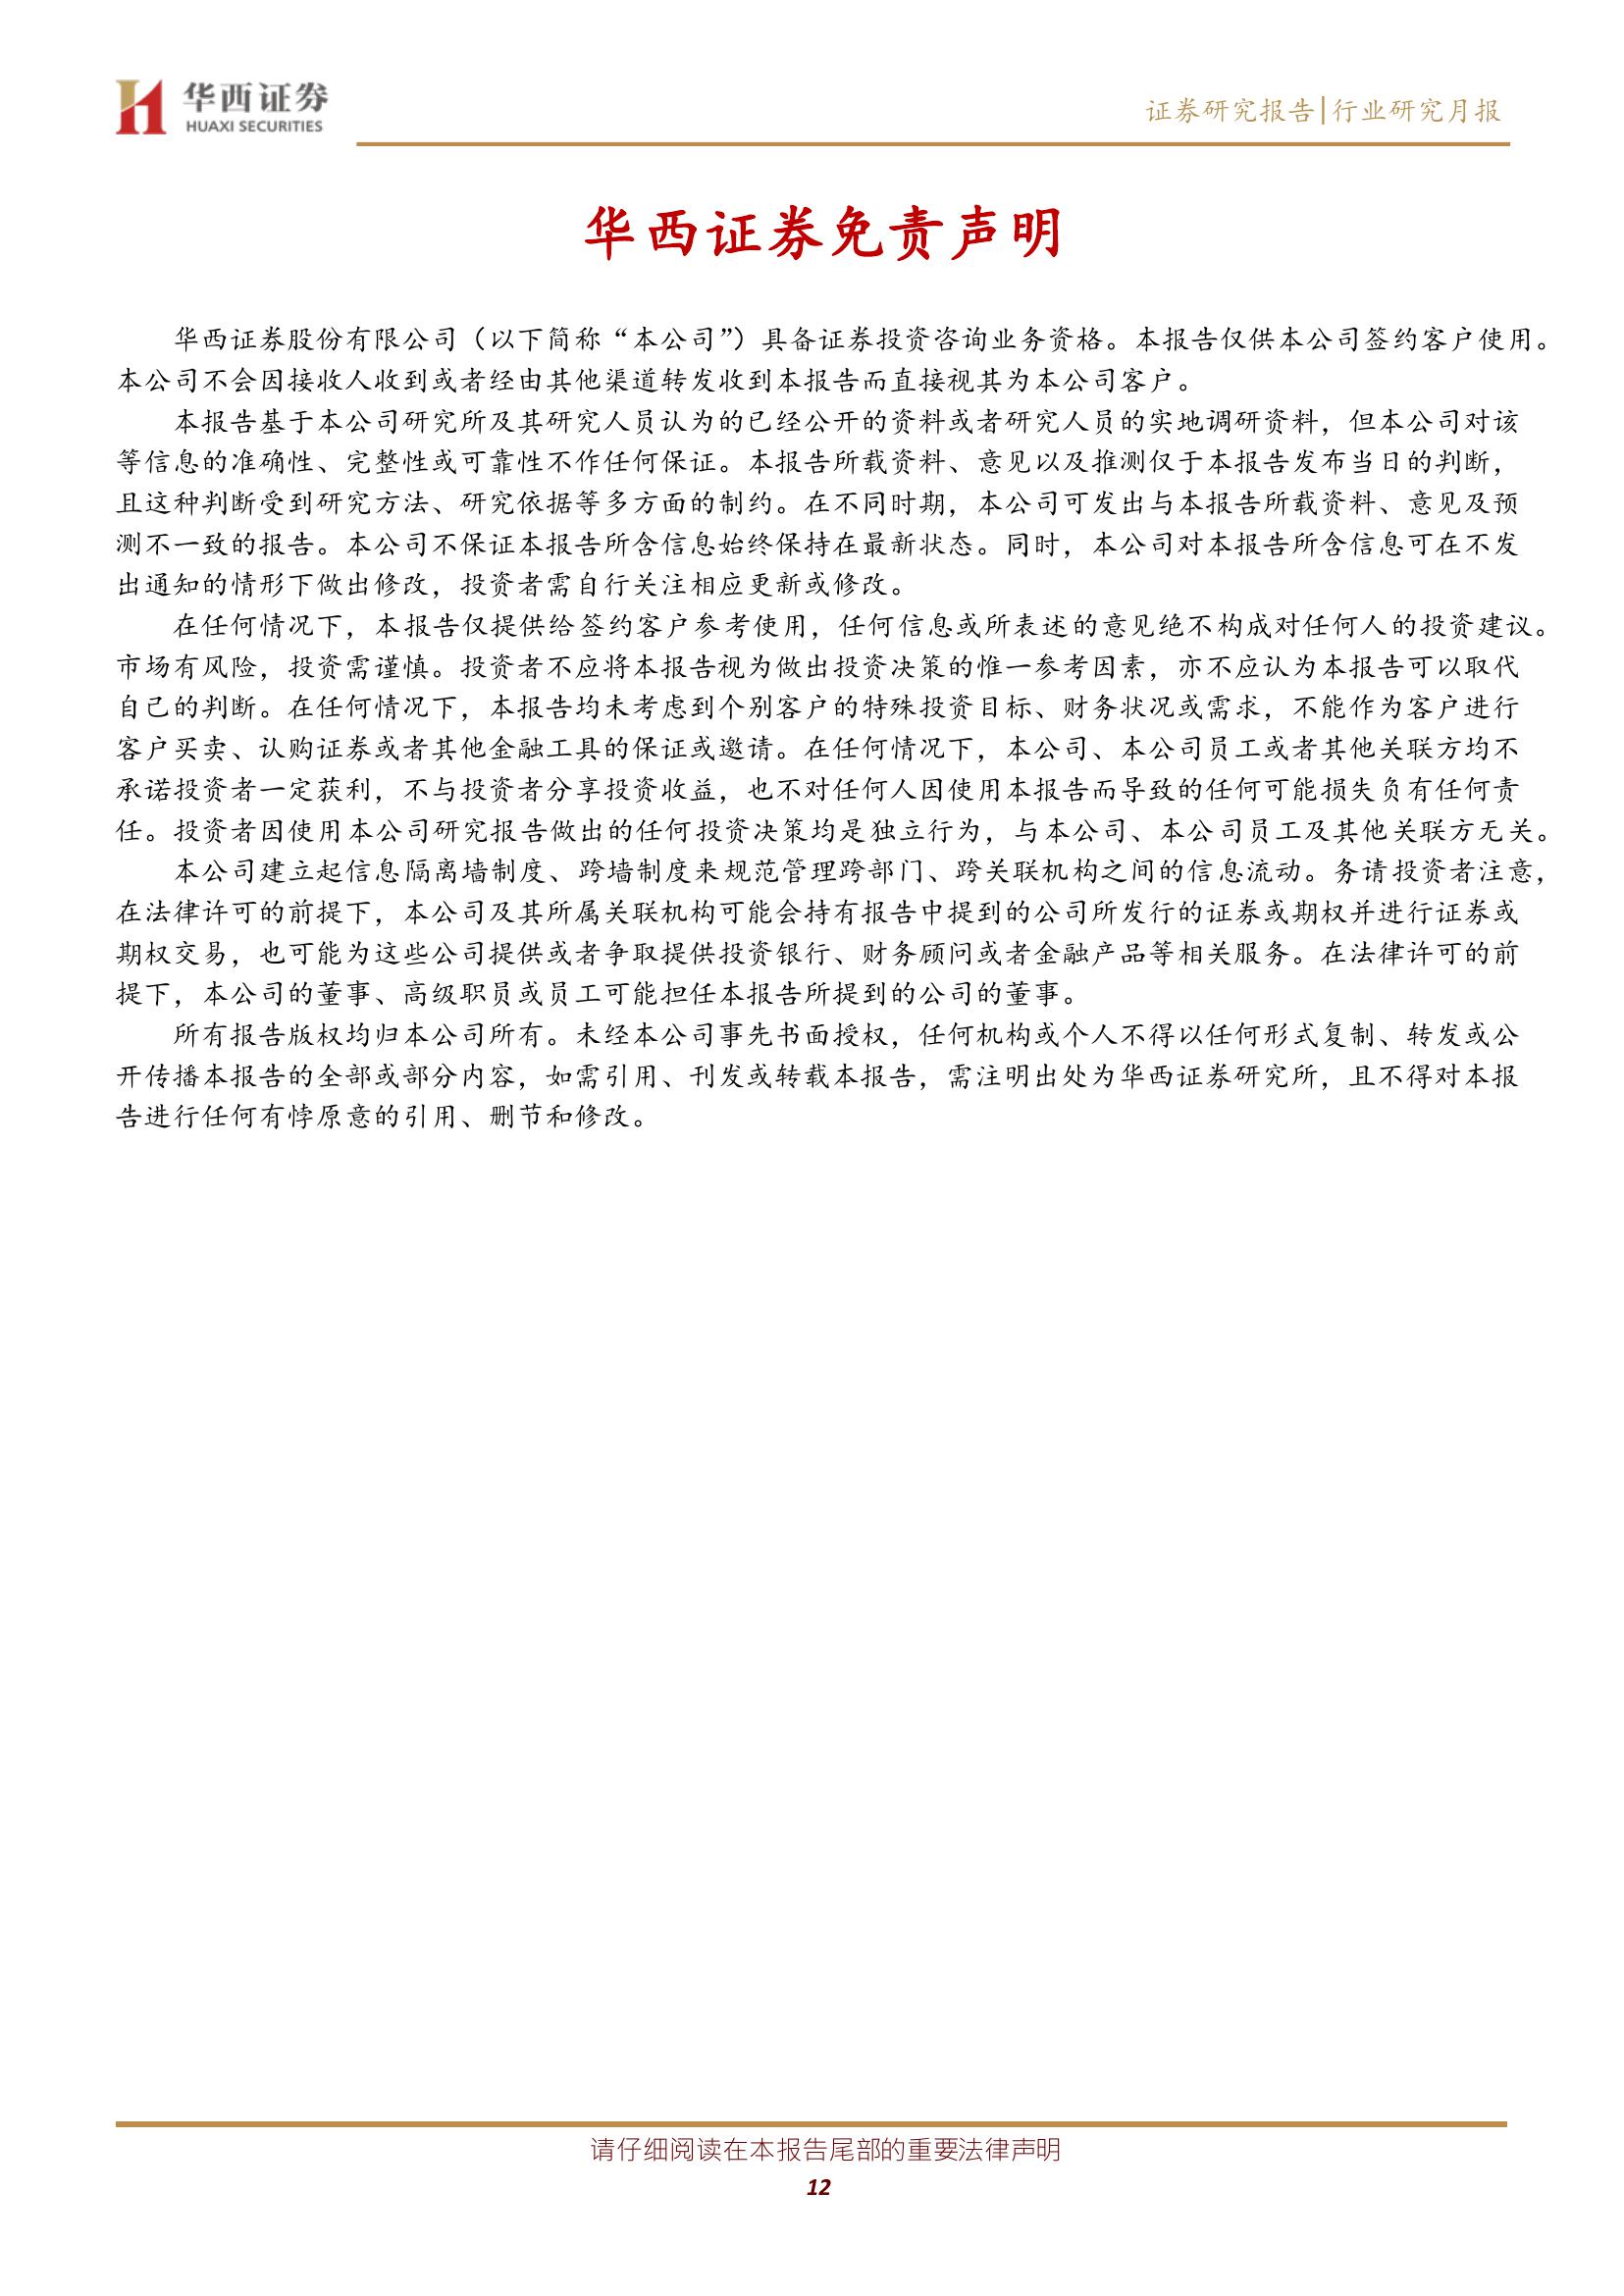 华西证券
HUAXI SECURITIES
证券研究报告|行业研究月报
华西证券免责声明
华西证券股份有限公司（以下简称“本公司”）具备证券投资咨询业务资格。本报告仅供本公司签约客户使用。
本公司不会因接收人收到或者经由其他渠道转发收到本报告而直接视其为本公司客户。
本报告基于本公司研究所及其研究人员认为的已经公开的资料或者研究人员的实地调研资料，但本公司对该
等信息的准确性、完整性或可靠性不作任何保证。本报告所载资料、意见以及推测仅于本报告发布当日的判断，
且这种判断受到研究方法、研究依据等多方面的制约。在不同时期，本公司可发出与本报告所载资料、意见及预
测不一致的报告。本公司不保证本报告所含信息始终保持在最新状态。同时，本公司对本报告所含信息可在不发
出通知的情形下做出修改，投资者需自行关注相应更新或修改。
在任何情况下，本报告仅提供给签约客户参考使用，任何信息或所表述的意见绝不构成对任何人的投资建议。
市场有风险，投资需谨慎。投资者不应将本报告视为做出投资决策的惟一参考因素，亦不应认为本报告可以取代
自己的判断。在任何情况下，本报告均未考虑到个别客户的特殊投资目标、财务状况或需求，不能作为客户进行
客户买卖、认购证券或者其他金融工具的保证或邀请。在任何情况下，本公司、本公司员工或者其他关联方均不
承诺投资者一定获利，不与投资者分享投资收益，也不对任何人因使用本报告而导致的任何可能损失负有任何责
任。投资者因使用本公司研究报告做出的任何投资决策均是独立行为，与本公司、本公司员工及其他关联方无关。
本公司建立起信息隔离墙制度、跨墙制度来规范管理跨部门、跨关联机构之间的信息流动。务请投资者注意，
在法律许可的前提下，本公司及其所属关联机构可能会持有报告中提到的公司所发行的证券或期权并进行证券或
期权交易，也可能为这些公司提供或者争取提供投资银行、财务顾问或者金融产品等相关服务。在法律许可的前
提下，本公司的董事、高级职员或员工可能担任本报告所提到的公司的董事。
所有报告版权均归本公司所有。未经本公司事先书面授权，任何机构或个人不得以任何形式复制、转发或公
开传播本报告的全部或部分内容，如需引用、刊发或转载本报告，需注明出处为华西证券研究所，且不得对本报
告进行任何有悖原意的引用、删节和修改。
请仔细阅读在本报告尾部的重要法律声明
12